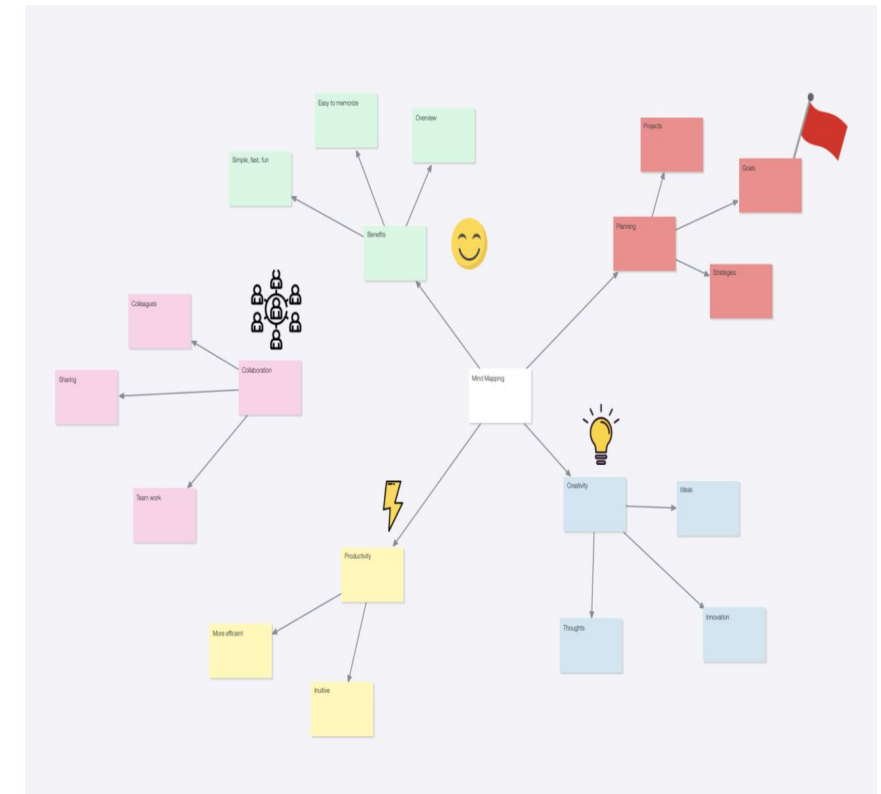 Easy to memorize
Overview
Simple, fast, fun
Benefits
Projects
Goals
Planning
Strategies
Colleagues
Collaboration
Sharing
Team work
Mind Mapping
Creativity
Ideas
Thoughts
Innovation
Productivity
More efficient
Inuitive